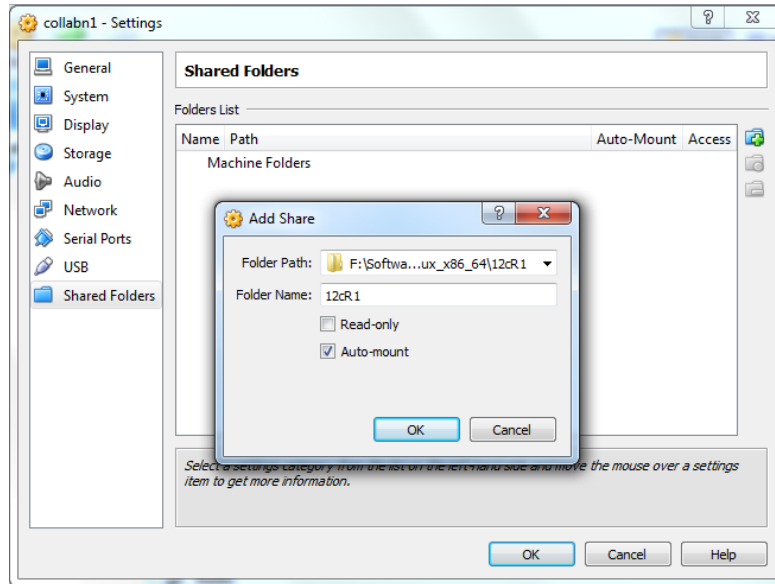 collabn1 - Settings
General
System
Display
Storage
Audio
Network
Serial Ports
USB
Shared Folders
Shared Folders
Folders List
Name Path Auto-Mount Access
Machine Folders
Add Share
Folder Path: F:\Softwa...ux_x86_64\12cR1
Folder Name: 12cR1
Read-only
Auto-mount
OK Cancel
Select a settings category from the list on the left-hand side and move the mouse over a settings
item to get more information.
OK Cancel Help